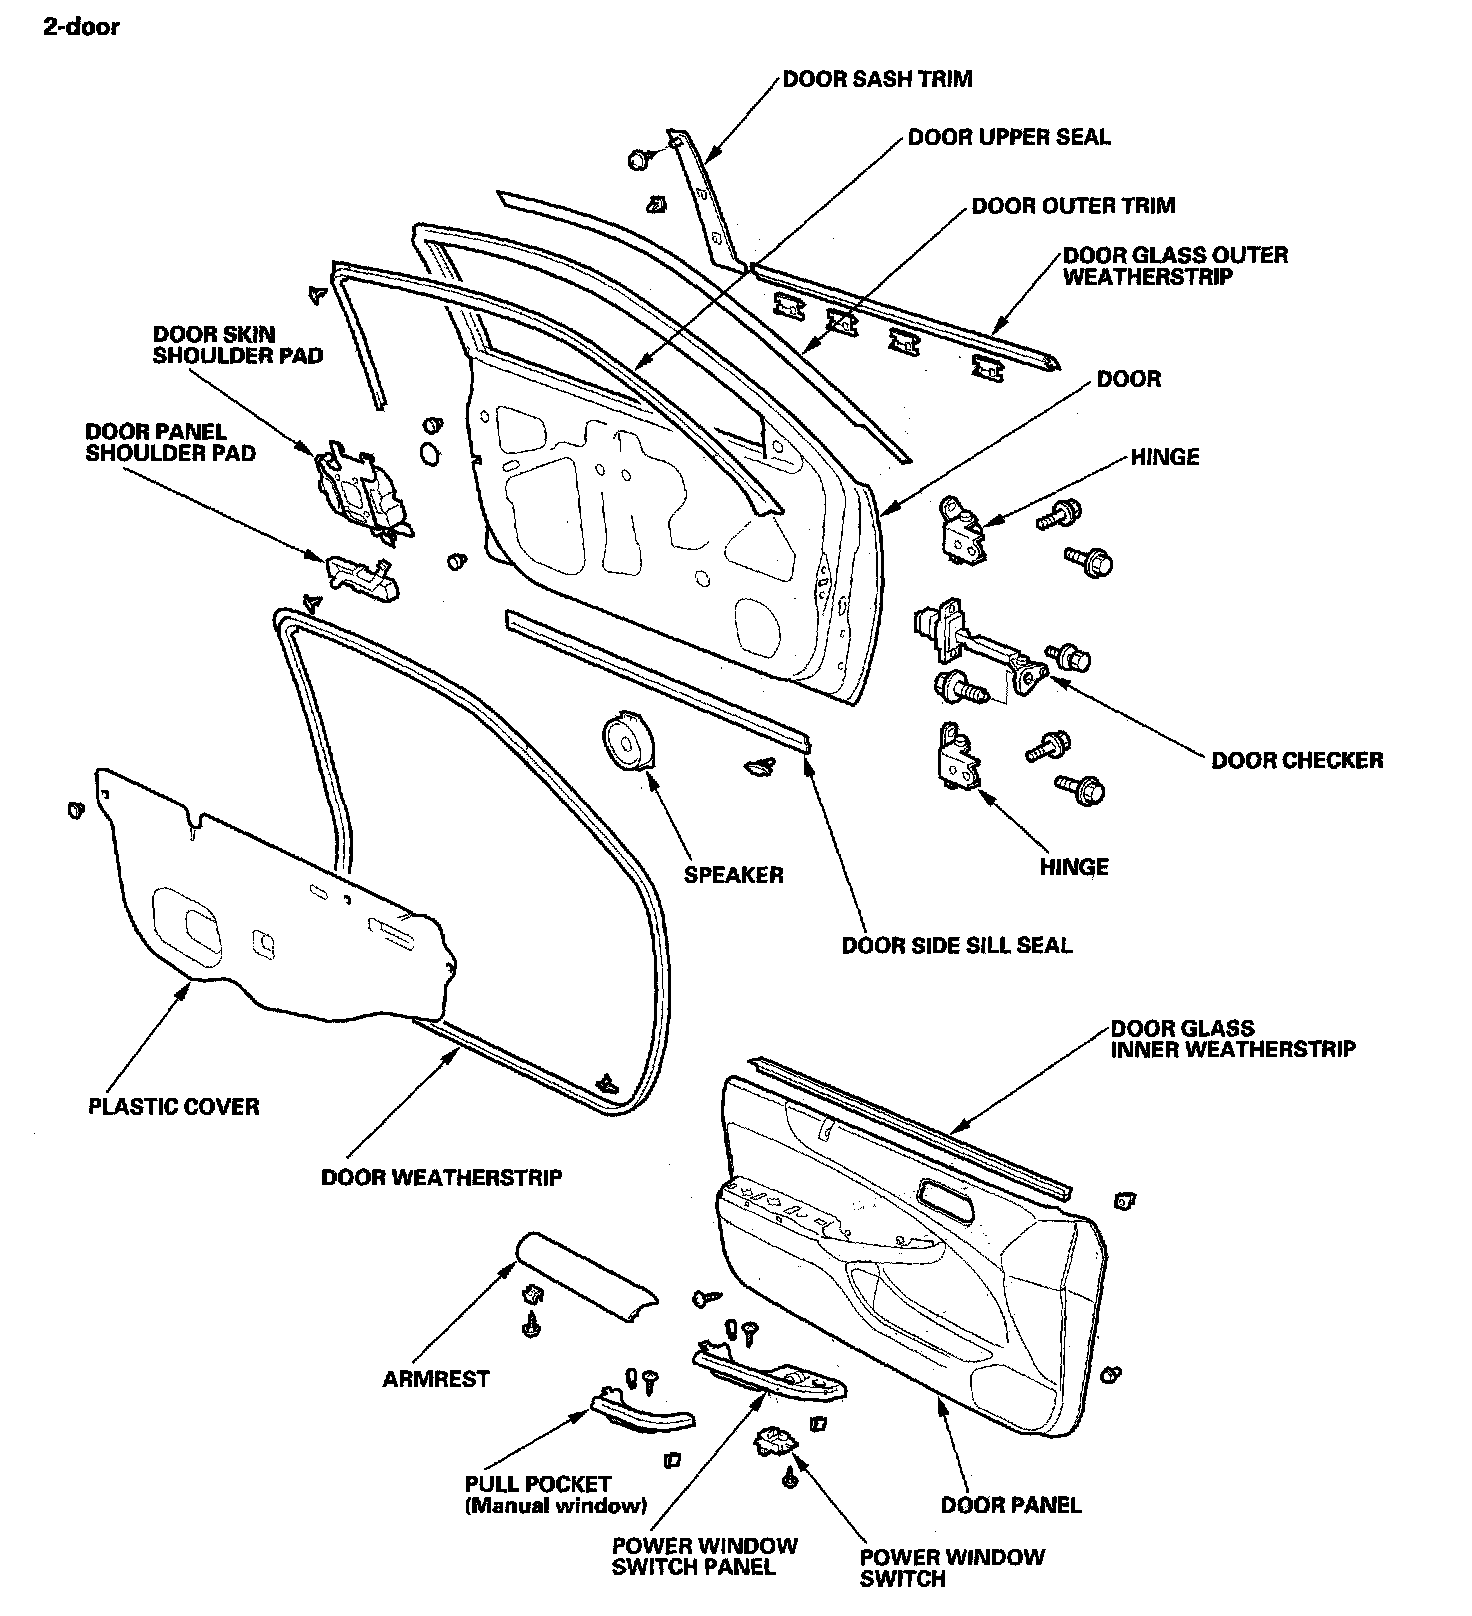 2-door
DOOR SASH TRIM
DOOR UPPER SEAL
DOOR OUTER TRIM
DOOR GLASS OUTER
WEATHERSTRIP
DOOR SKIN
SHOULDER PAD
DOOR
DOOR PANEL
SHOULDER PAD
HINGE
DOOR CHECKER
HINGE
SPEAKER
DOOR SIDE SILL SEAL
DOOR GLASS
INNER WEATHERSTRIP
PLASTIC COVER
DOOR WEATHERSTRIP
ARMREST
PULL POCKET
(Manual window)
DOOR PANEL
POWER WINDOW
SWITCH PANEL
POWER WINDOW
SWITCH